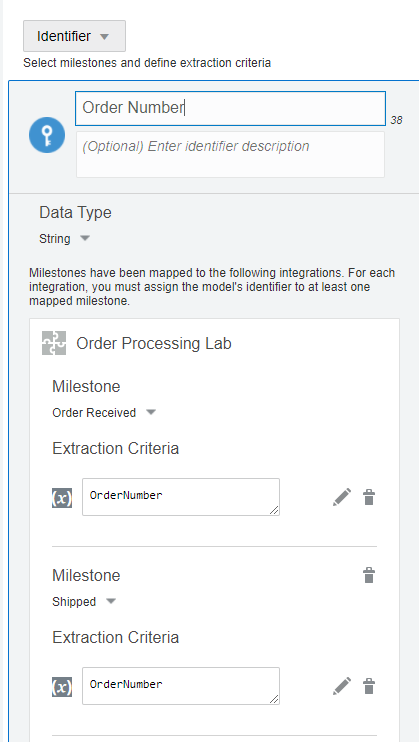 Identifier
Select milestones and define extraction criteria
Order Number
38
(Optional) Enter identifier description
Data Type
String
Milestones have been mapped to the following integrations. For each
integration, you must assign the model's identifier to at least one
mapped milestone.
Order Processing Lab
Milestone
Order Received
Extraction Criteria
(x) OrderNumber
Milestone
Shipped
Extraction Criteria
(x) OrderNumber